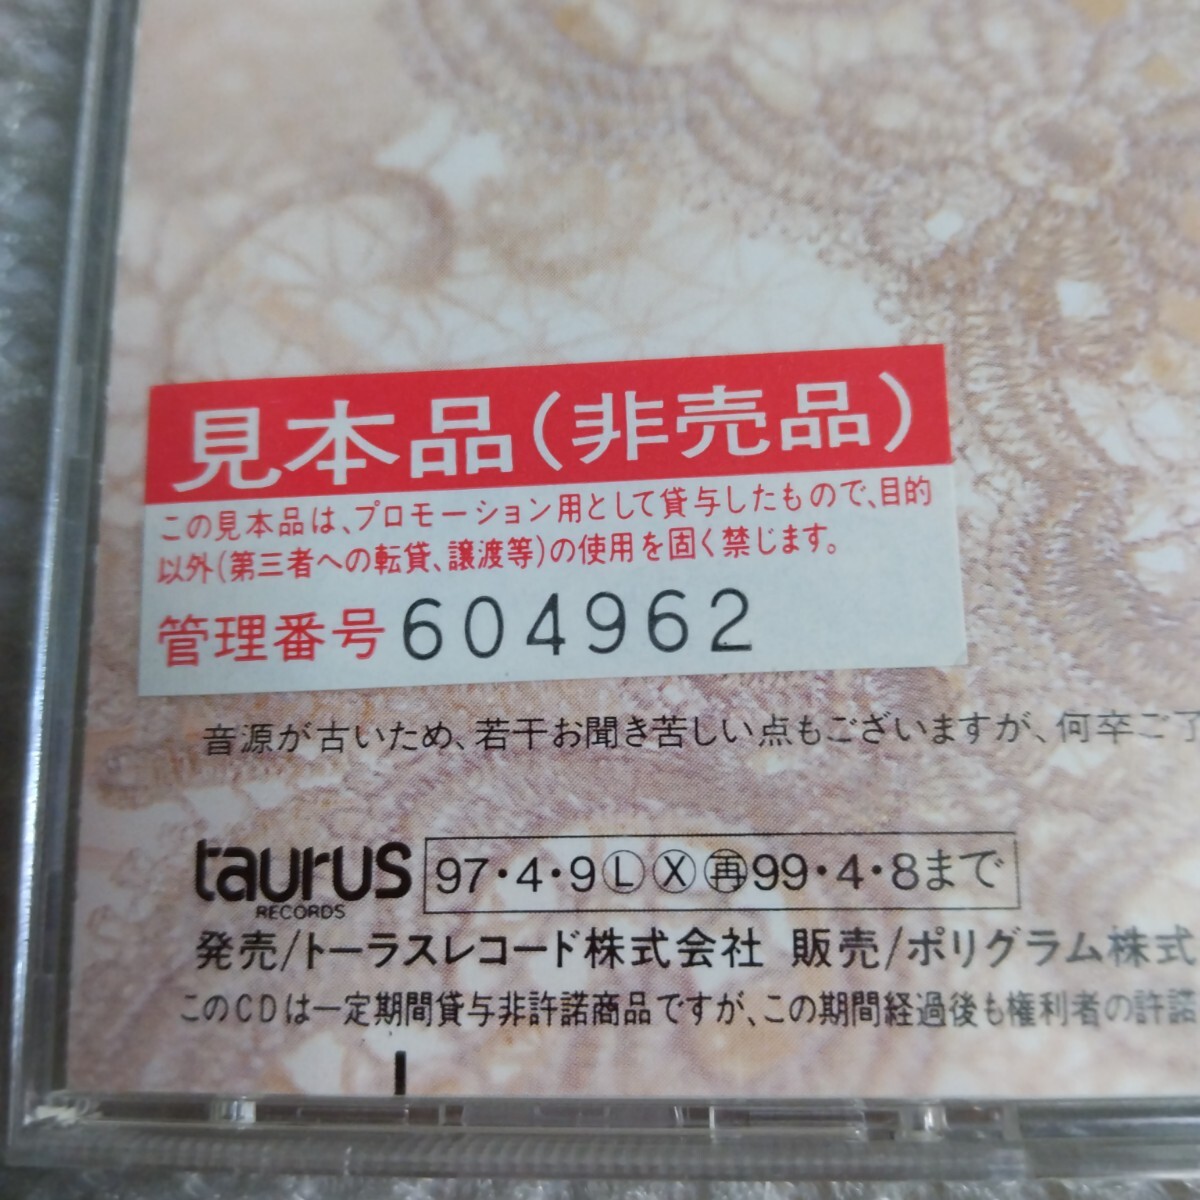 見本品(非売品)
この見本品は、プロモーション用として貸与したもので、目的
以外(第三者への転貸、譲渡等)の使用を固く禁じます。
管理番号 604962
音源が古いため、若干お聞き苦しい点もございますが、何卒ご了
taurus
RECORDS
97・4・9ⓁⓍ㊢99・4・8まで
発売/トーラスレコード株式会社 販売/ポリグラム株式
このCDは一定期間貸与非許諾商品ですが、この期間経過後も権利者の許諾